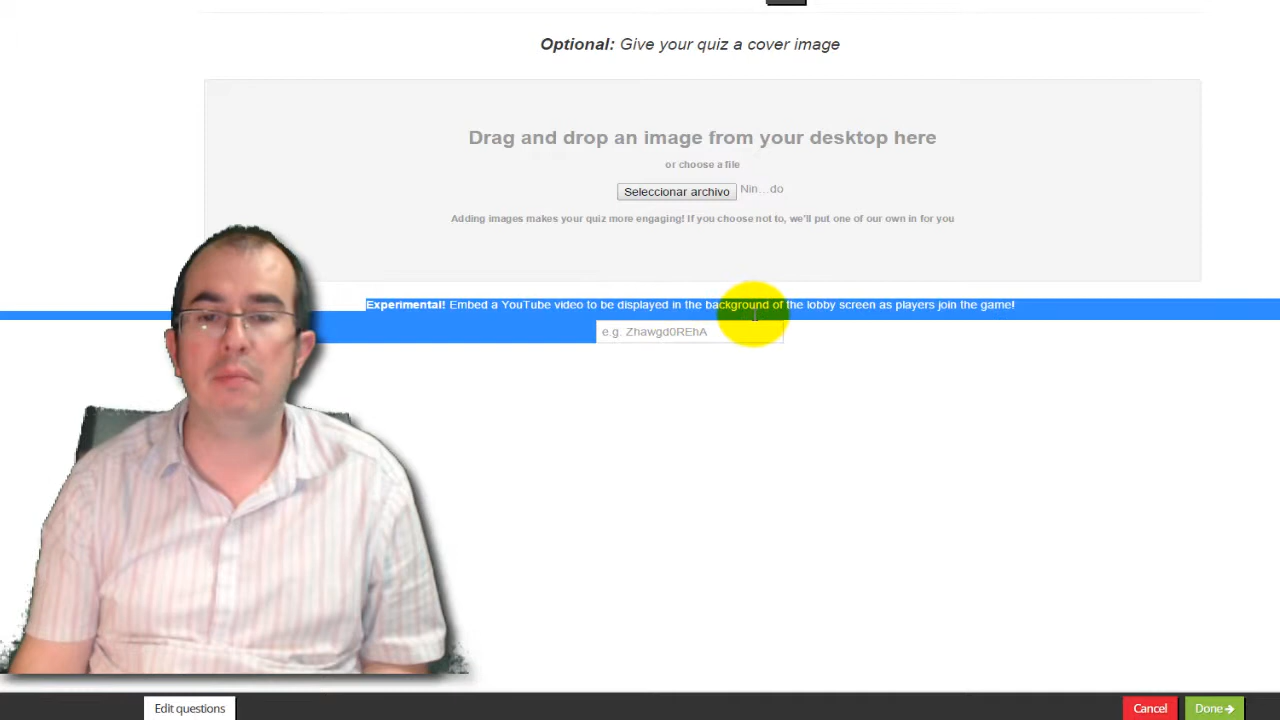 Optional: Give your quiz a cover image
Drag and drop an image from your desktop here
or choose a file
Seleccionar archivo Nin…do
Adding images makes your quiz more engaging! If you choose not to, we'll put one of our own in for you
Experimental! Embed a YouTube video to be displayed in the background of the lobby screen as players join the game!
e.g. Zhawgd0REhA
Edit questions
Cancel
Done